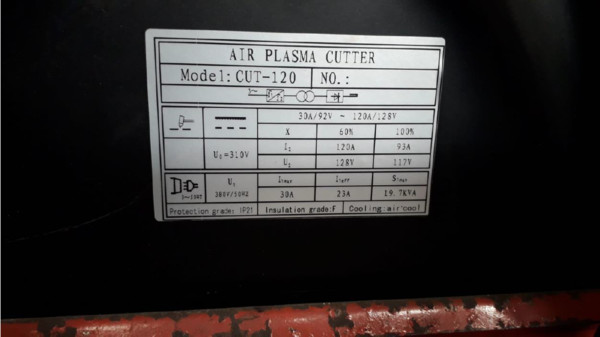 AIR PLASMA CUTTER
Model:CUT-120 NO.:
30A/92V ~ 120A/128V
X 60% 100%
I₂ 120A 93A
U₀=310V U₂ 128V 117V
U₁ I₁max I₁eff S₁max
380V/50HZ 30A 23A 19.7KVA
Protection grade: IP21 Insulation grade:F Cooling:air cool